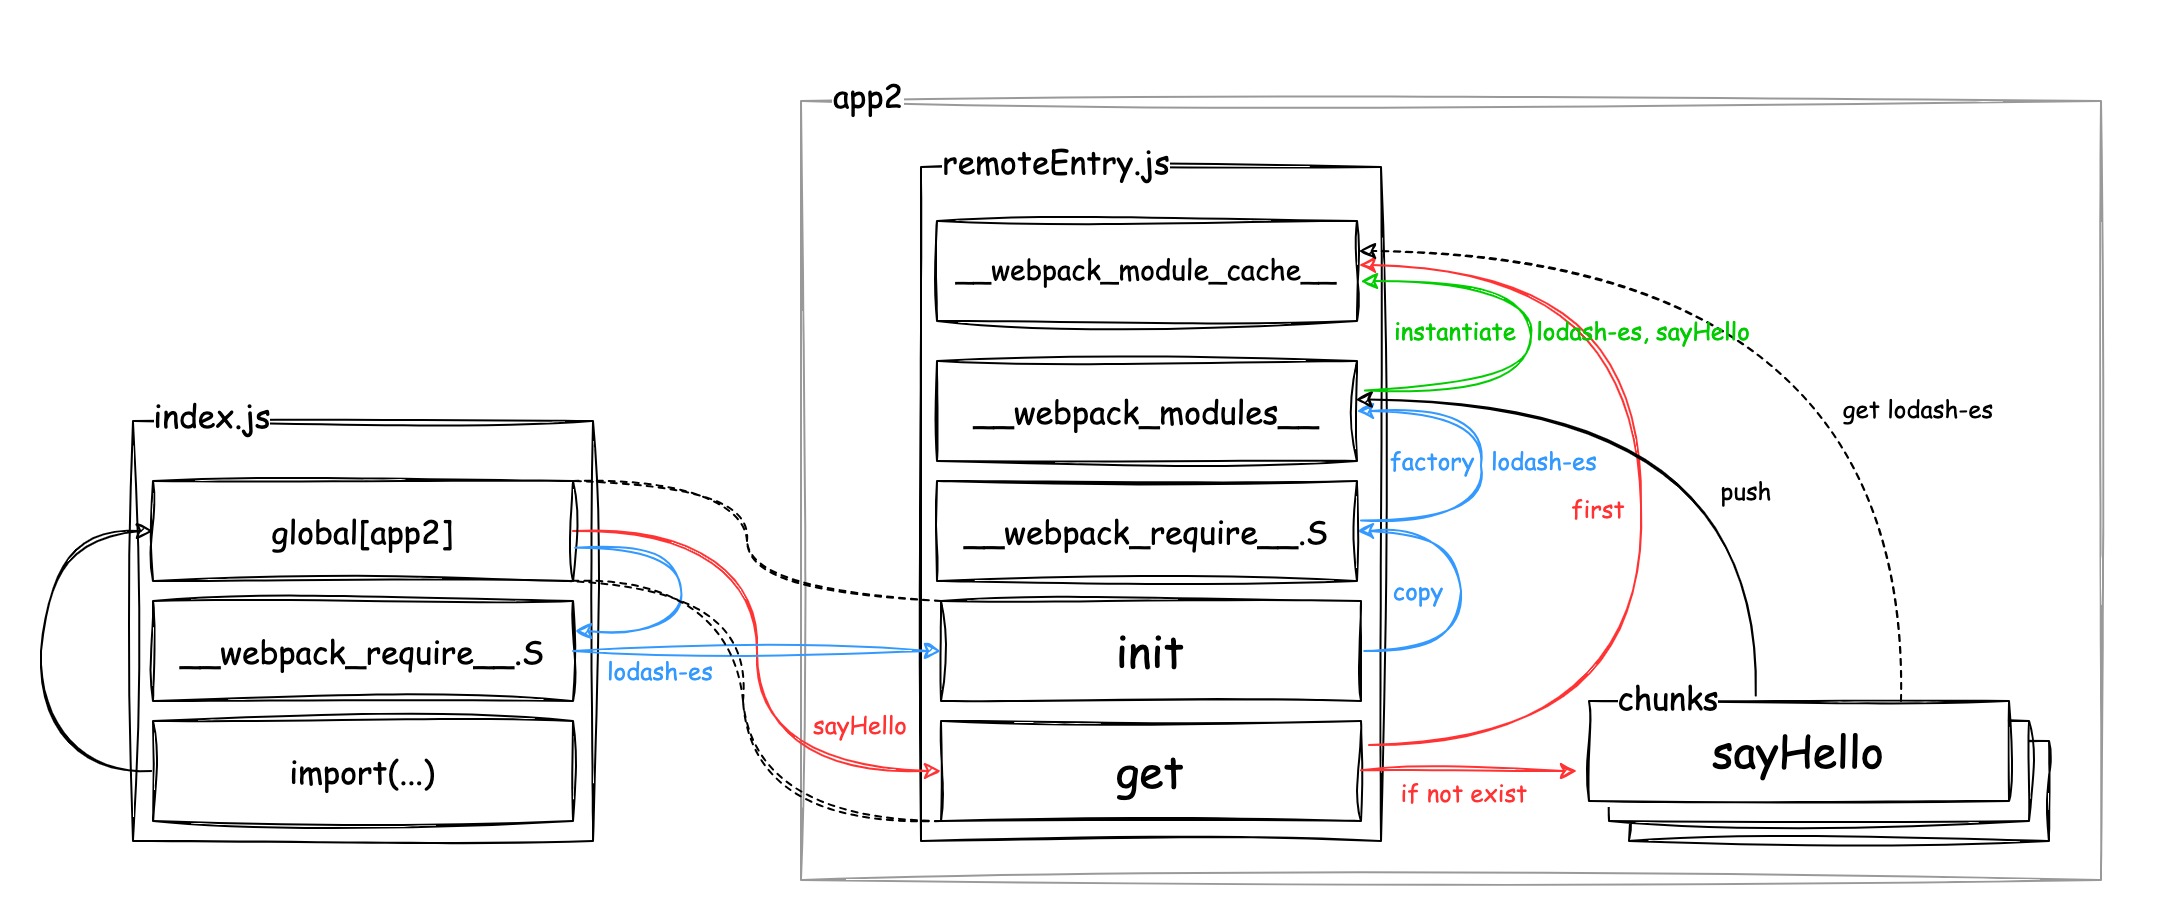 app2
remoteEntry.js
__webpack_module_cache__
instantiate
lodash-es, sayHello
__webpack_modules__
get lodash-es
index.js
factory
lodash-es
push
first
global[app2]
__webpack_require__.S
copy
__webpack_require__.S
lodash-es
init
chunks
sayHello
sayHello
import(...)
get
if not exist